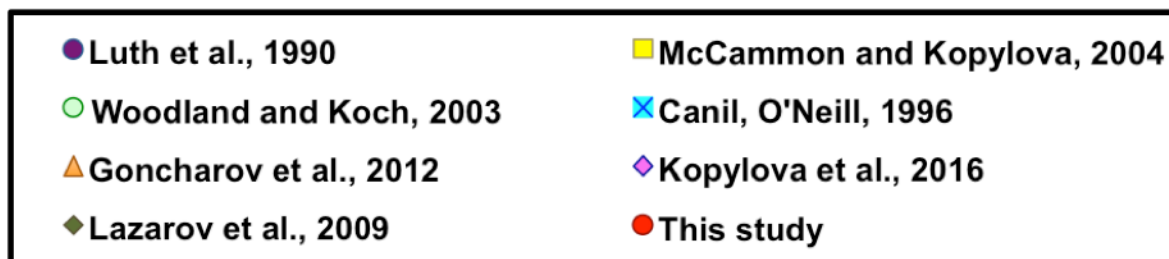 Luth et al., 1990
Woodland and Koch, 2003
Goncharov et al., 2012
Lazarov et al., 2009
McCammon and Kopylova, 2004
Canil, O'Neill, 1996
Kopylova et al., 2016
This study